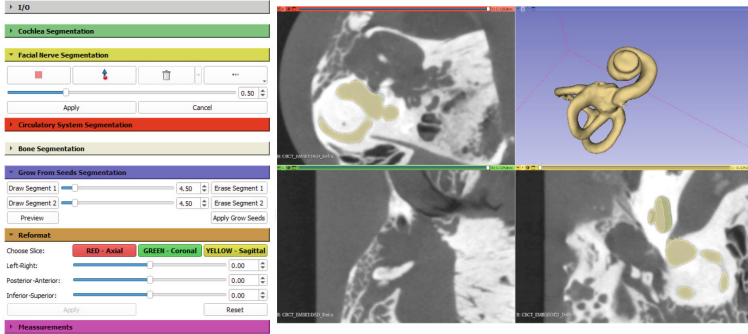 I/O
Cochlea Segmentation
Facial Nerve Segmentation
0.50
Apply Cancel
Circulatory System Segmentation
Bone Segmentation
Grow From Seeds Segmentation
Draw Segment 1 4.50 Erase Segment 1
Draw Segment 2 4.50 Erase Segment 2
Preview Apply Grow Seeds
Reformat
Choose Slice: RED - Axial GREEN - Coronal YELLOW - Sagittal
Left-Right: 0.00
Posterior-Anterior: 0.00
Inferior-Superior: 0.00
Apply Reset
Meassurements